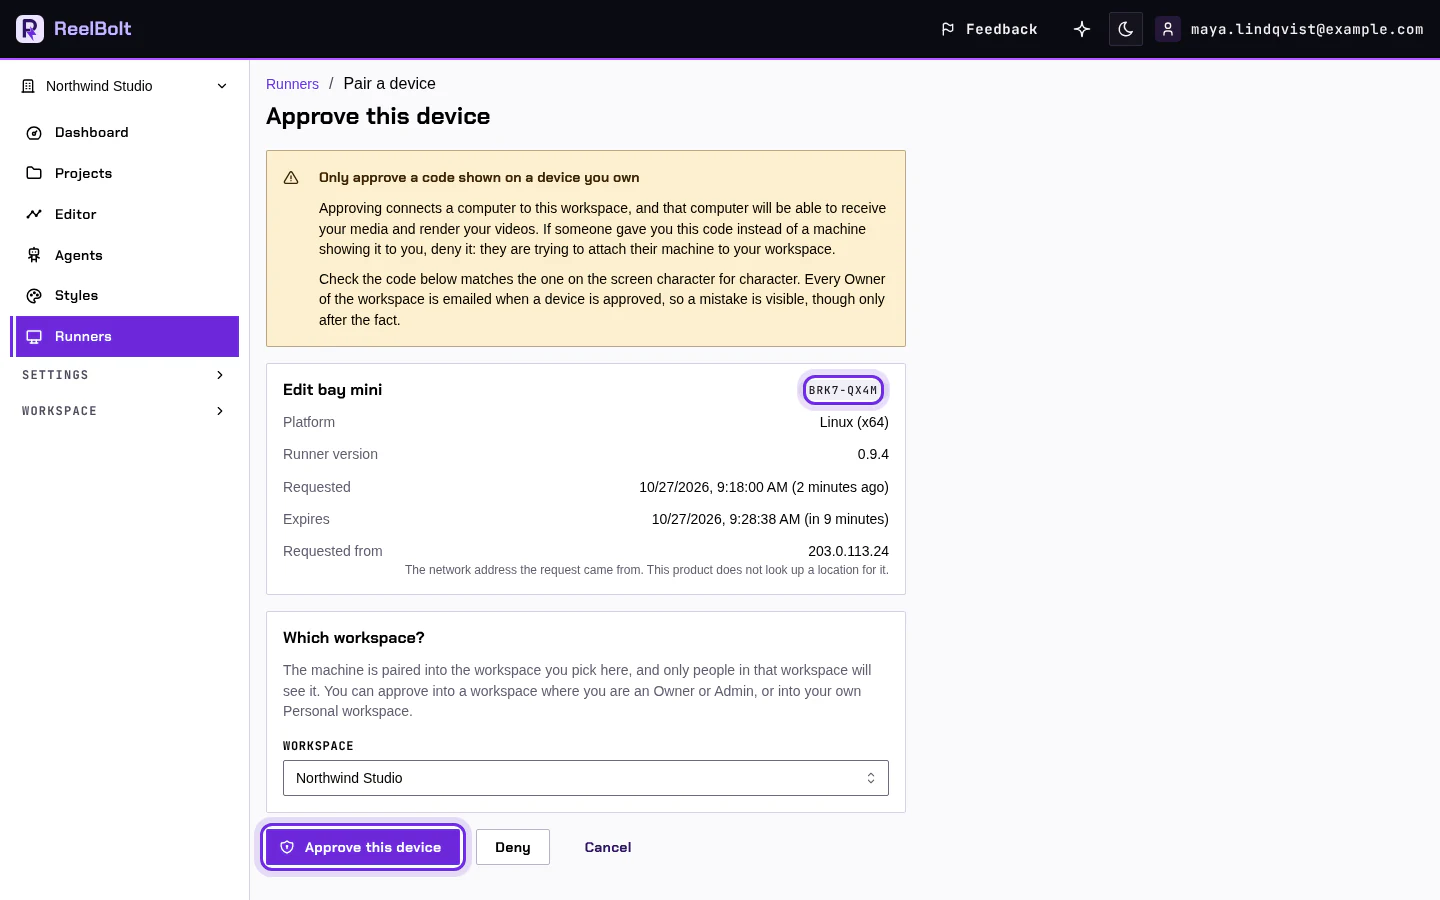 ReelBolt
Feedback
maya.lindqvist@example.com
Northwind Studio
Dashboard
Projects
Editor
Agents
Styles
Runners
SETTINGS
WORKSPACE
Runners / Pair a device
Approve this device
Only approve a code shown on a device you own
Approving connects a computer to this workspace, and that computer will be able to receive
your media and render your videos. If someone gave you this code instead of a machine
showing it to you, deny it: they are trying to attach their machine to your workspace.
Check the code below matches the one on the screen character for character. Every Owner
of the workspace is emailed when a device is approved, so a mistake is visible, though only
after the fact.
Edit bay mini
BRK7-QX4M
Platform
Linux (x64)
Runner version
0.9.4
Requested
10/27/2026, 9:18:00 AM (2 minutes ago)
Expires
10/27/2026, 9:28:38 AM (in 9 minutes)
Requested from
203.0.113.24
The network address the request came from. This product does not look up a location for it.
Which workspace?
The machine is paired into the workspace you pick here, and only people in that workspace will
see it. You can approve into a workspace where you are an Owner or Admin, or into your own
Personal workspace.
WORKSPACE
Northwind Studio
Approve this device
Deny
Cancel